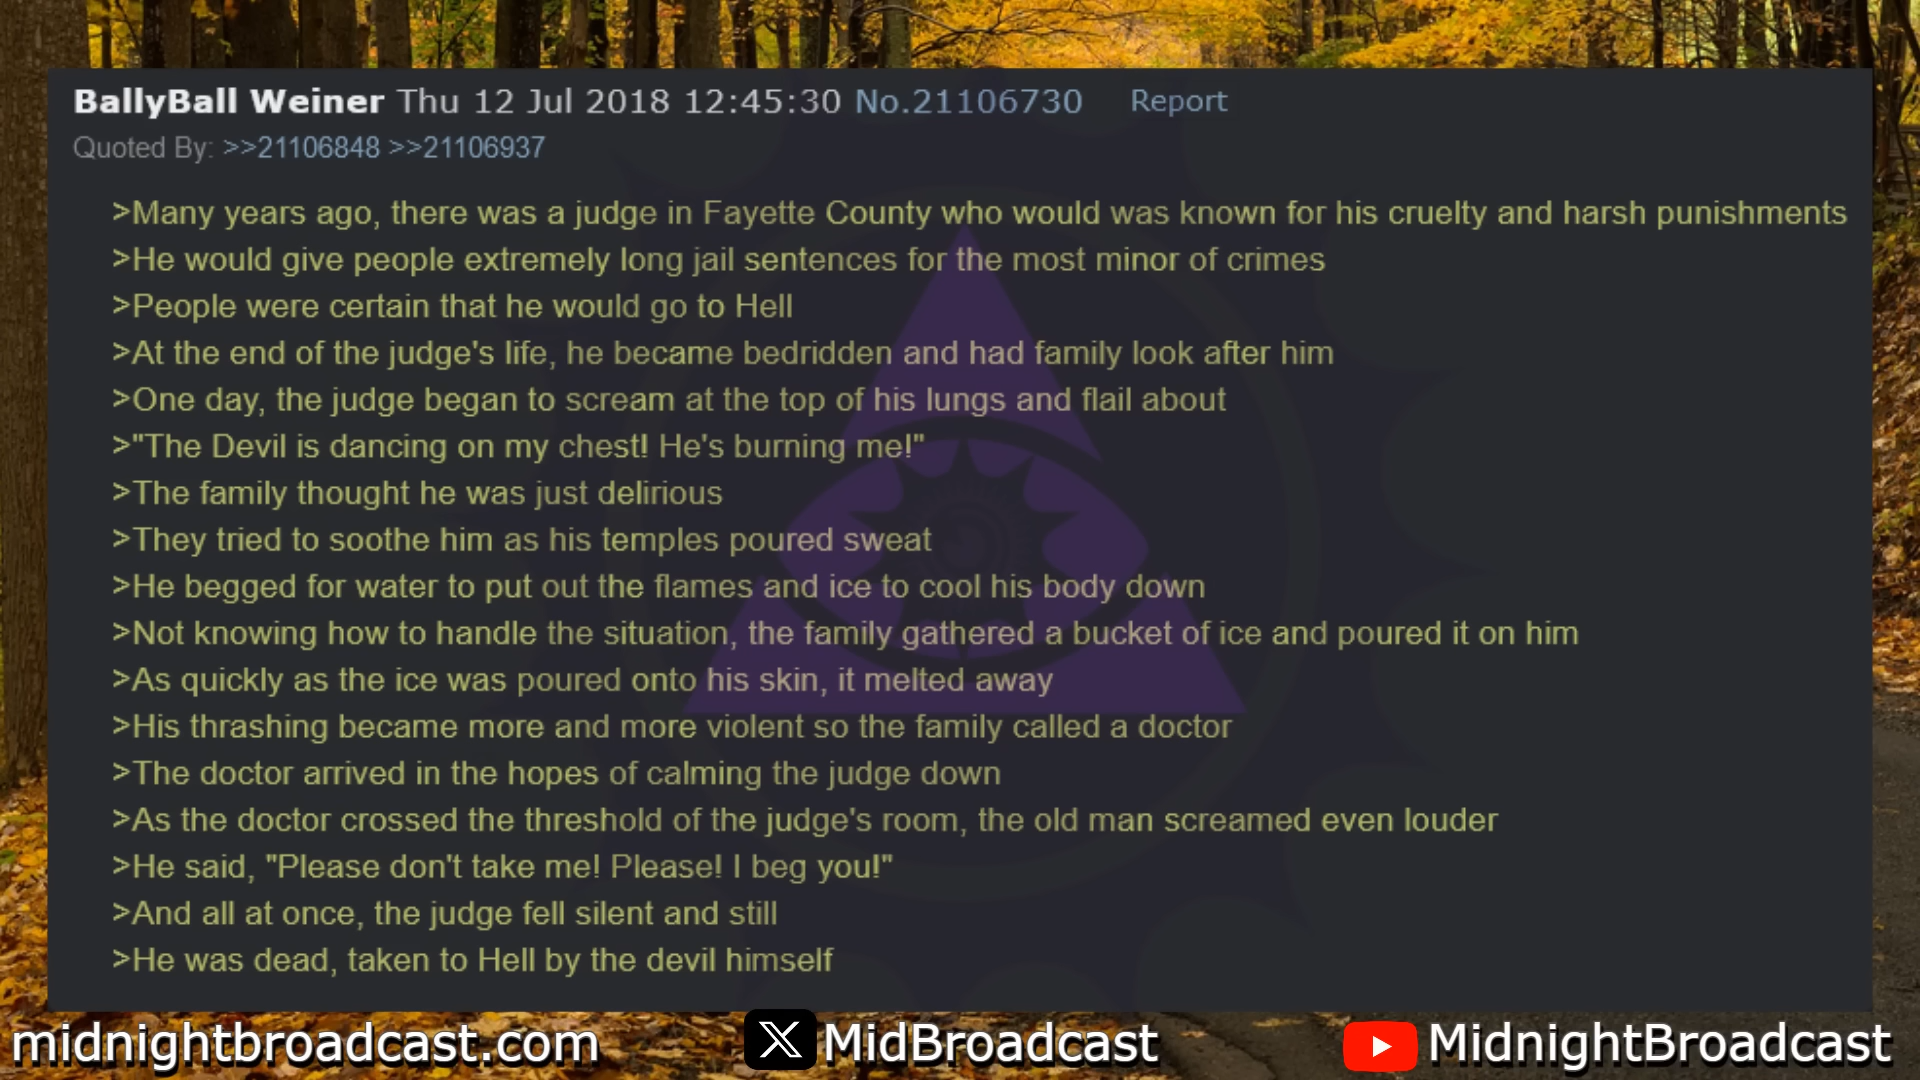 BallyBall Weiner Thu 12 Jul 2018 12:45:30 No.21106730 Report
Quoted By: >>21106848 >>21106937
>Many years ago, there was a judge in Fayette County who would was known for his cruelty and harsh punishments
>He would give people extremely long jail sentences for the most minor of crimes
>People were certain that he would go to Hell
>At the end of the judge's life, he became bedridden and had family look after him
>One day, the judge began to scream at the top of his lungs and flail about
>"The Devil is dancing on my chest! He's burning me!"
>The family thought he was just delirious
>They tried to soothe him as his temples poured sweat
>He begged for water to put out the flames and ice to cool his body down
>Not knowing how to handle the situation, the family gathered a bucket of ice and poured it on him
>As quickly as the ice was poured onto his skin, it melted away
>His thrashing became more and more violent so the family called a doctor
>The doctor arrived in the hopes of calming the judge down
>As the doctor crossed the threshold of the judge's room, the old man screamed even louder
>He said, "Please don't take me! Please! I beg you!"
>And all at once, the judge fell silent and still
>He was dead, taken to Hell by the devil himself
midnightbroadcast.com MidBroadcast MidnightBroadcast